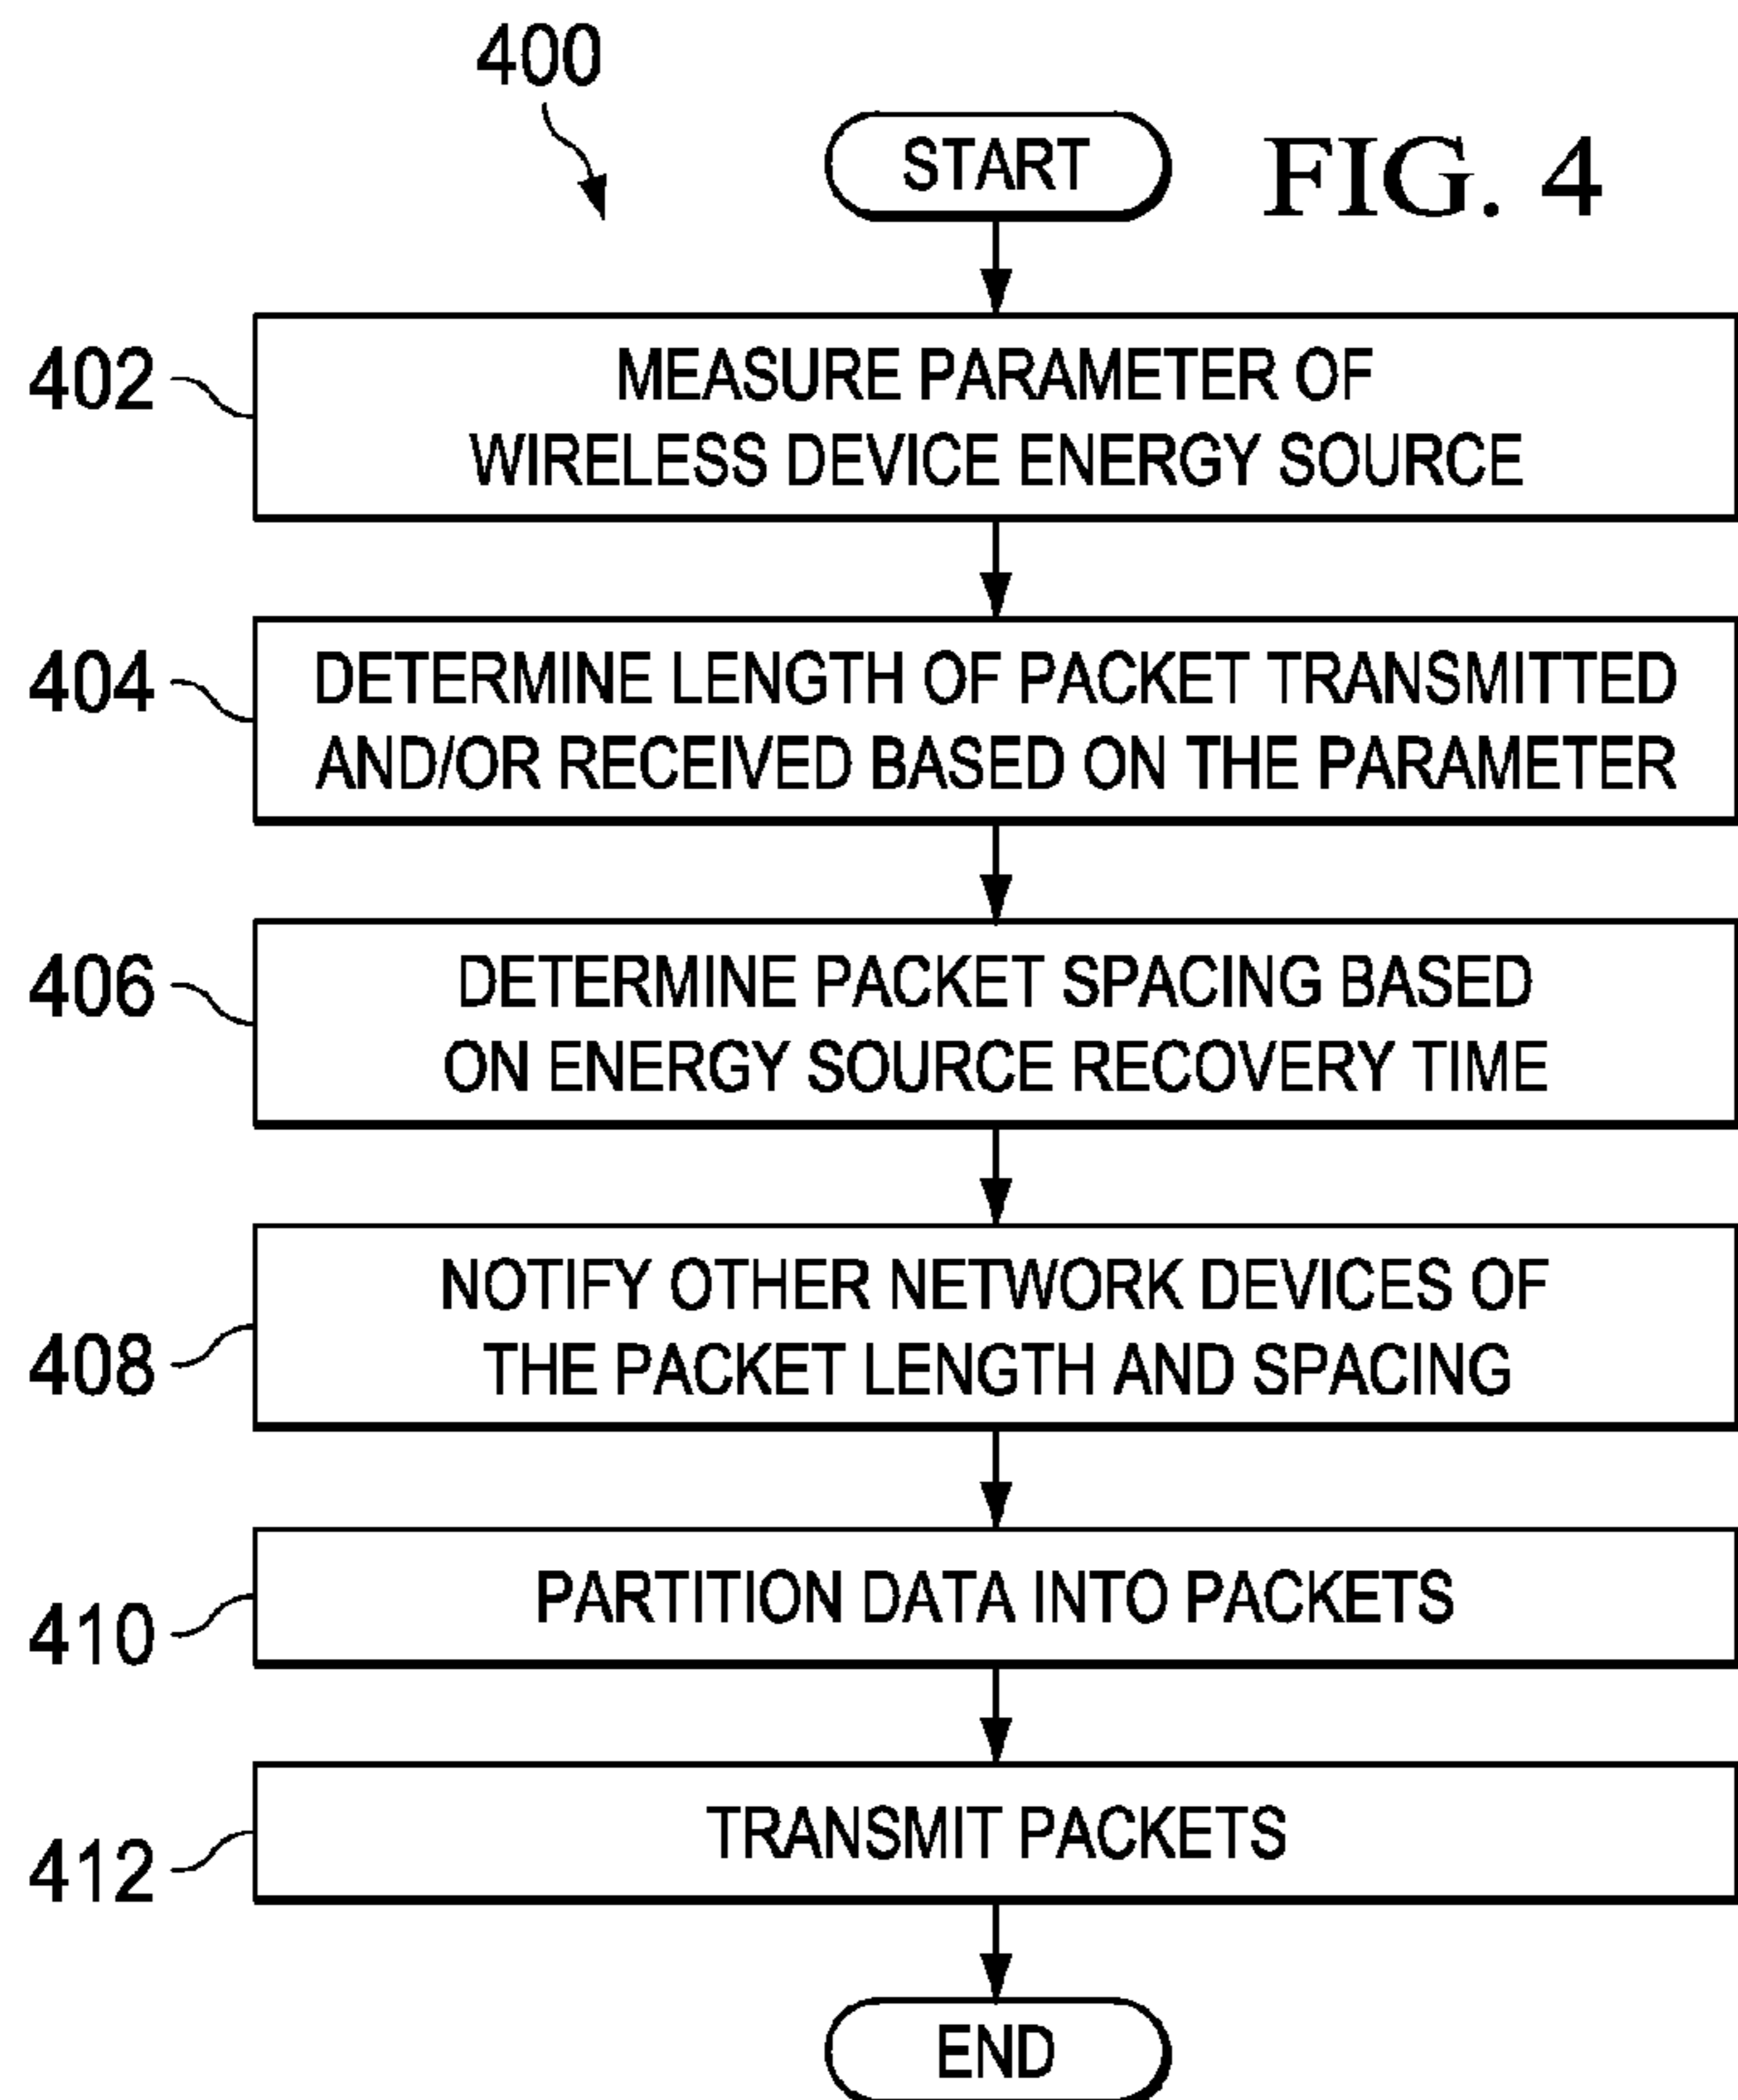 400
START
FIG. 4
402
MEASURE PARAMETER OF
WIRELESS DEVICE ENERGY SOURCE
404
DETERMINE LENGTH OF PACKET TRANSMITTED
AND/OR RECEIVED BASED ON THE PARAMETER
406
DETERMINE PACKET SPACING BASED
ON ENERGY SOURCE RECOVERY TIME
408
NOTIFY OTHER NETWORK DEVICES OF
THE PACKET LENGTH AND SPACING
410
PARTITION DATA INTO PACKETS
412
TRANSMIT PACKETS
END